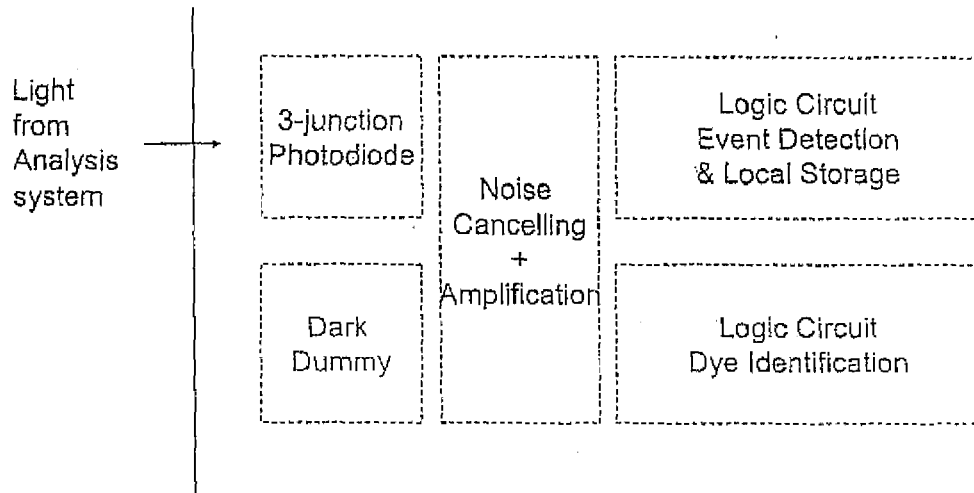 Light
from
Analysis
system
3-junction
Photodiode
Dark
Dummy
Noise
Cancelling
+
Amplification
Logic Circuit
Event Detection
& Local Storage
Logic Circuit
Dye Identification